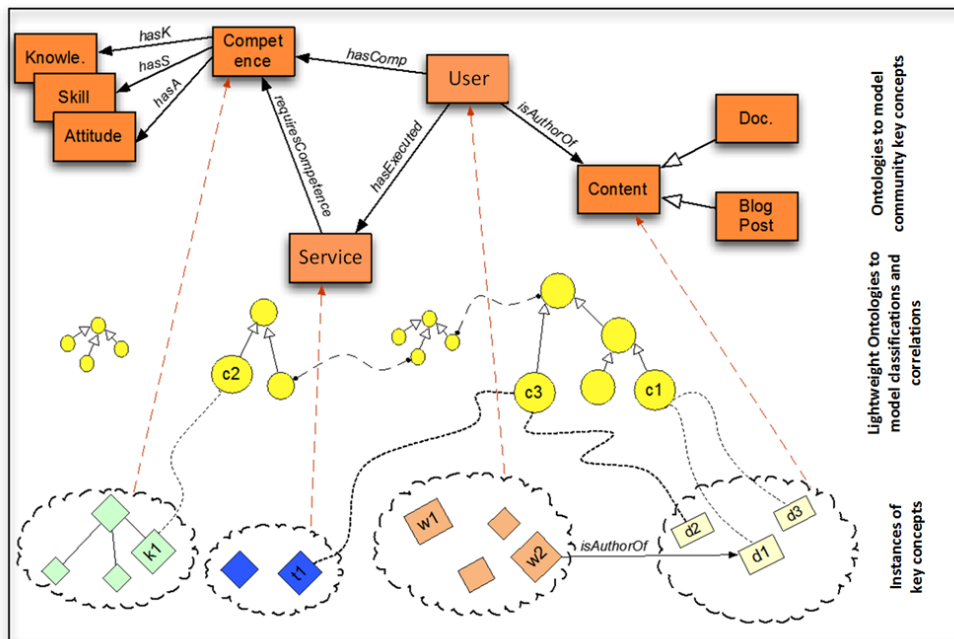 Knowle.
Skill
Attitude
hasK
hasS
hasA
Compet
ence
hasComp
User
requiresCompetence
hasExecuted
isAuthorOf
Service
Content
Doc.
Blog
Post
Ontologies to model
community key concepts
c2
c3
c1
Lightweight Ontologies to
model classifications and
correlations
k1
t1
w1
w2
isAuthorOf
d2
d1
d3
Instances of
key concepts